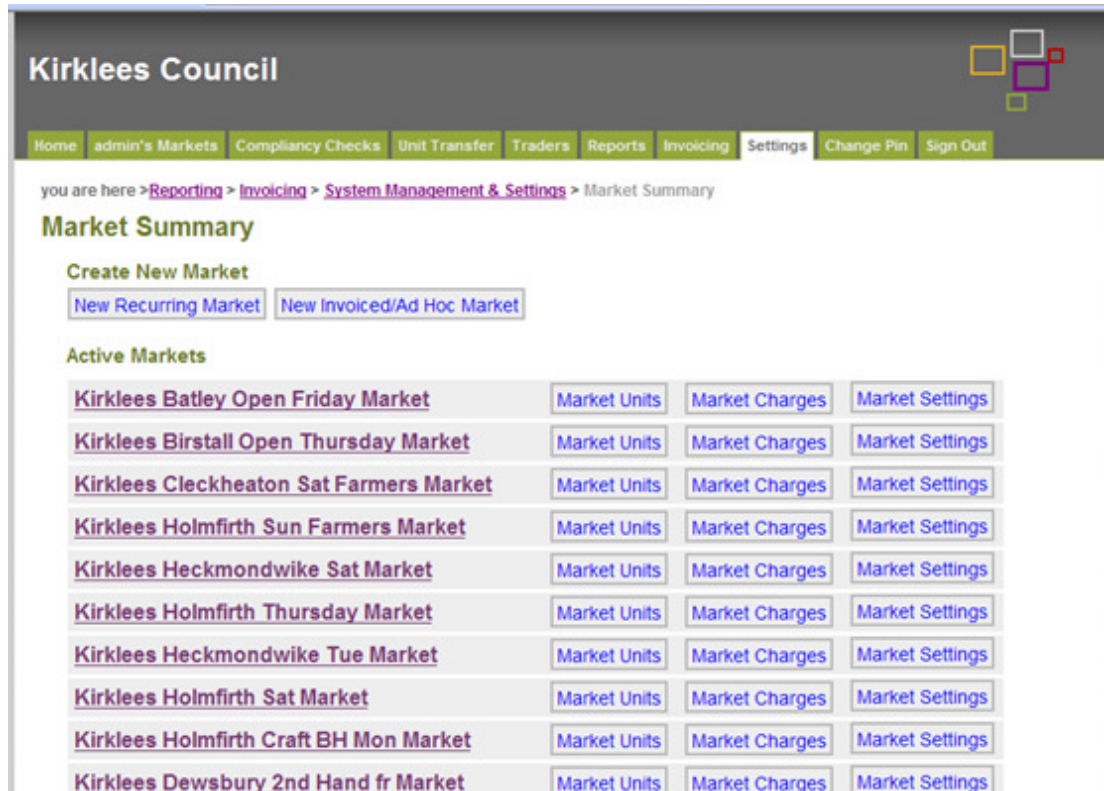 Kirklees Council
Home admin's Markets Compliancy Checks Unit Transfer Traders Reports Invoicing Settings Change Pin Sign Out
you are here >Reporting > Invoicing > System Management & Settings > Market Summary
Market Summary
Create New Market
New Recurring Market New Invoiced/Ad Hoc Market
Active Markets
Kirklees Batley Open Friday Market Market Units Market Charges Market Settings
Kirklees Birstall Open Thursday Market Market Units Market Charges Market Settings
Kirklees Cleckheaton Sat Farmers Market Market Units Market Charges Market Settings
Kirklees Holmfirth Sun Farmers Market Market Units Market Charges Market Settings
Kirklees Heckmondwike Sat Market Market Units Market Charges Market Settings
Kirklees Holmfirth Thursday Market Market Units Market Charges Market Settings
Kirklees Heckmondwike Tue Market Market Units Market Charges Market Settings
Kirklees Holmfirth Sat Market Market Units Market Charges Market Settings
Kirklees Holmfirth Craft BH Mon Market Market Units Market Charges Market Settings
Kirklees Dewsbury 2nd Hand fr Market Market Units Market Charges Market Settings